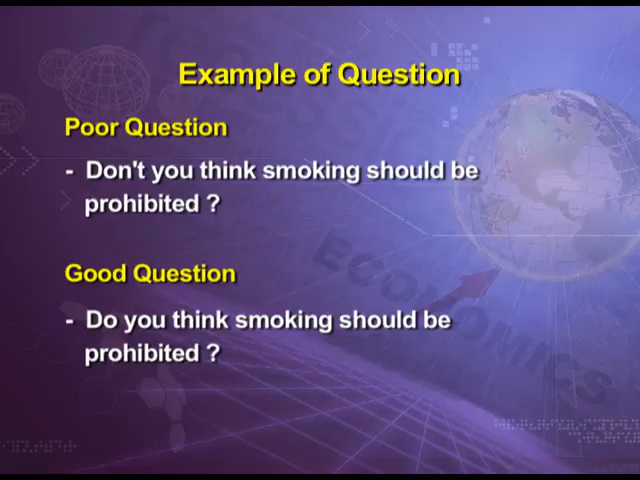 Example of Question
Poor Question
- Don't you think smoking should be
prohibited ?
ECONOMICS
Good Question
- Do you think smoking should be
prohibited ?